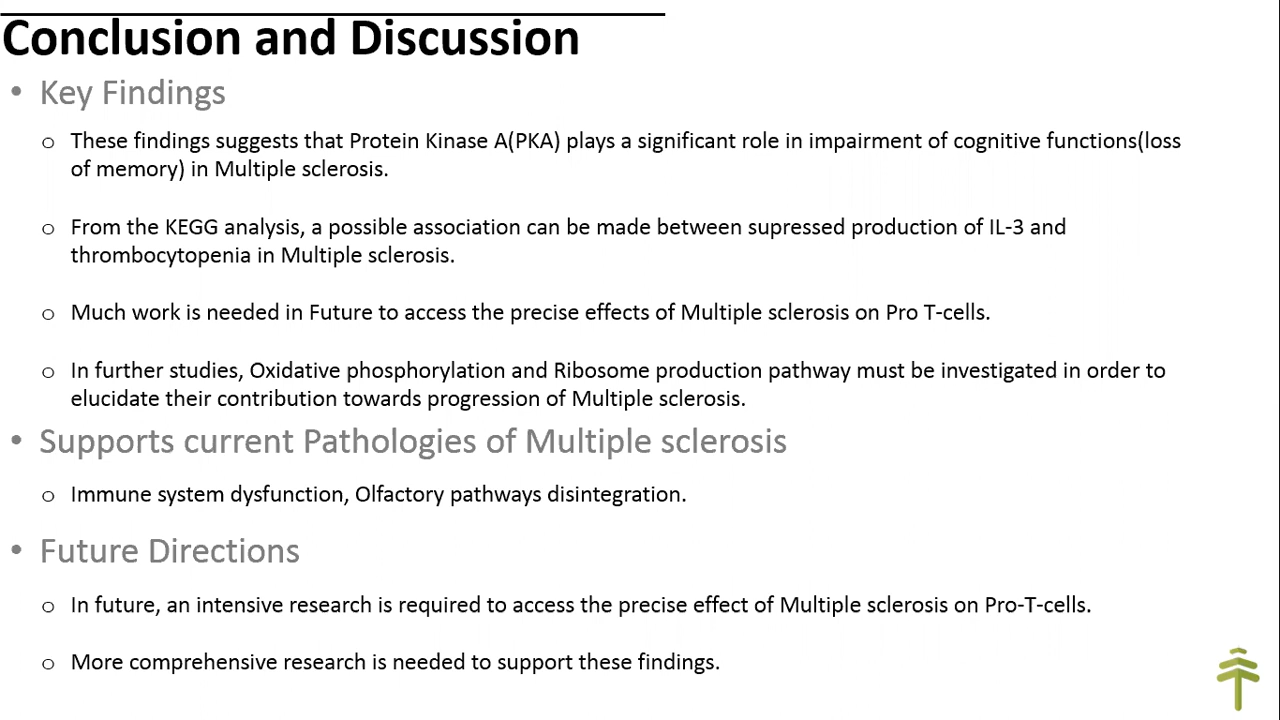 Conclusion and Discussion
• Key Findings
o These findings suggests that Protein Kinase A(PKA) plays a significant role in impairment of cognitive functions(loss
of memory) in Multiple sclerosis.
o From the KEGG analysis, a possible association can be made between supressed production of IL-3 and
thrombocytopenia in Multiple sclerosis.
o Much work is needed in Future to access the precise effects of Multiple sclerosis on Pro T-cells.
o In further studies, Oxidative phosphorylation and Ribosome production pathway must be investigated in order to
elucidate their contribution towards progression of Multiple sclerosis.
• Supports current Pathologies of Multiple sclerosis
o Immune system dysfunction, Olfactory pathways disintegration.
• Future Directions
o In future, an intensive research is required to access the precise effect of Multiple sclerosis on Pro-T-cells.
o More comprehensive research is needed to support these findings.